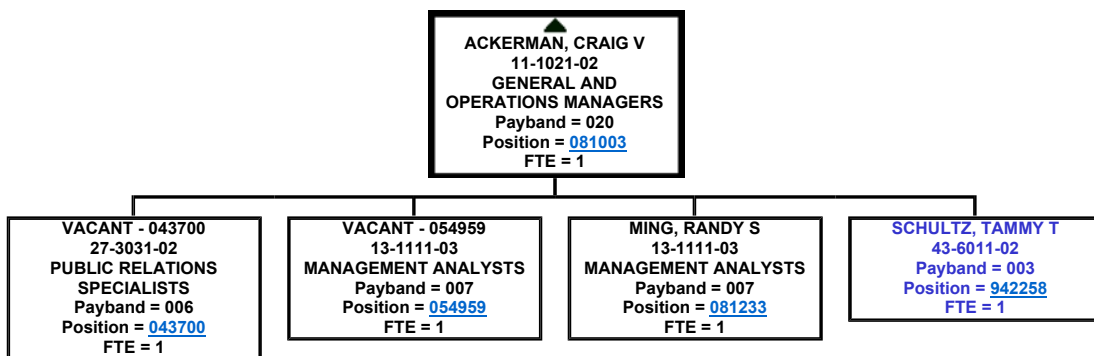 ACKERMAN, CRAIG V
11-1021-02
GENERAL AND
OPERATIONS MANAGERS
Payband = 020
Position = 081003
FTE = 1
VACANT - 043700
27-3031-02
PUBLIC RELATIONS
SPECIALISTS
Payband = 006
Position = 043700
FTE = 1
VACANT - 054959
13-1111-03
MANAGEMENT ANALYSTS
Payband = 007
Position = 054959
FTE = 1
MING, RANDY S
13-1111-03
MANAGEMENT ANALYSTS
Payband = 007
Position = 081233
FTE = 1
SCHULTZ, TAMMY T
43-6011-02
Payband = 003
Position = 942258
FTE = 1